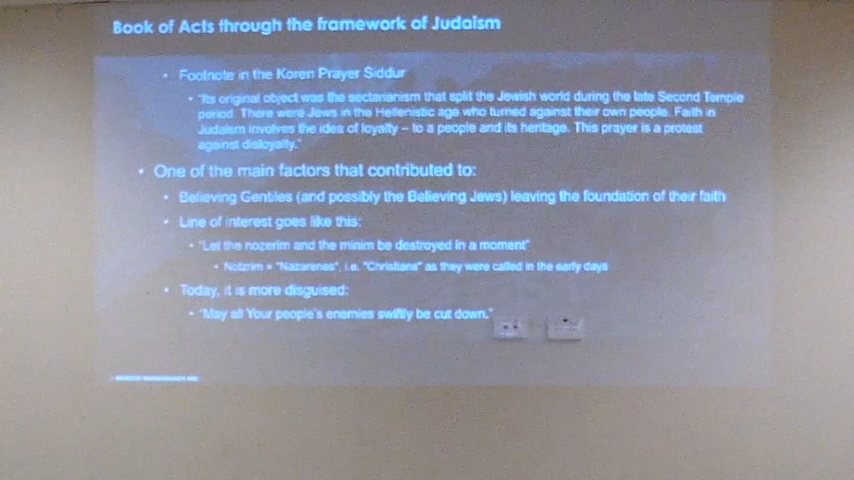 Book of Acts through the framework of Judaism
• Footnote in the Koren Prayer Siddur
• "Its original object was the sectarianism that split the Jewish world during the late Second Temple
period. There were Jews in the Hellenistic age who turned against their own people. Faith in
Judaism involves the idea of loyalty – to a people and its heritage. This prayer is a protest
against disloyalty."
• One of the main factors that contributed to:
• Believing Gentiles (and possibly the Believing Jews) leaving the foundation of their faith
• Line of interest goes like this:
• "Let the nozerim and the minim be destroyed in a moment"
• Notzrim = "Nazarenes", i.e. "Christians" as they were called in the early days
• Today, it is more disguised:
• "May all Your people's enemies swiftly be cut down."